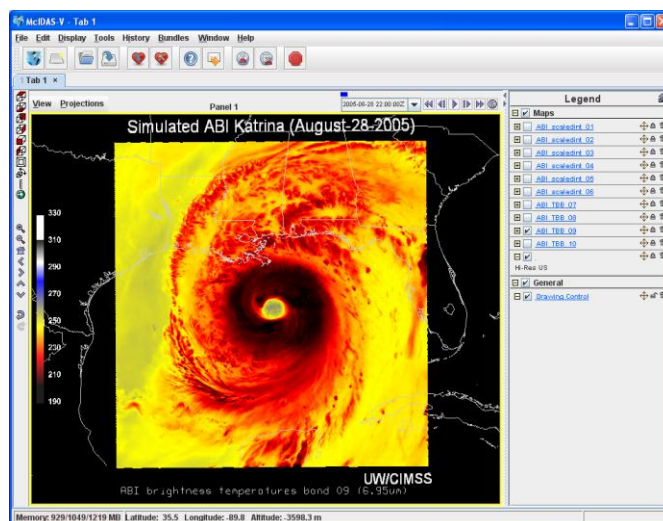 McIDAS-V - Tab 1
File Edit Display Tools History Bundles Window Help
1 Tab 1 ×
View Projections
Panel 1
2005-08-28 22:00:00Z
Simulated ABI Katrina (August-28-2005)
330
310
290
270
250
230
210
190
UW/CIMSS
ABI brightness temperatures band 09 (6.95um)
Legend
Maps
ABI_scaledint_01
ABI_scaledint_02
ABI_scaledint_03
ABI_scaledint_04
ABI_scaledint_05
ABI_scaledint_06
ABI_TBB_07
ABI_TBB_08
ABI_TBB_09
ABI_TBB_10
.
Hi-Res US
General
Drawing Control
Memory: 929/1049/1219 MB Latitude: 35.5 Longitude: -89.8 Altitude: -3598.3 m